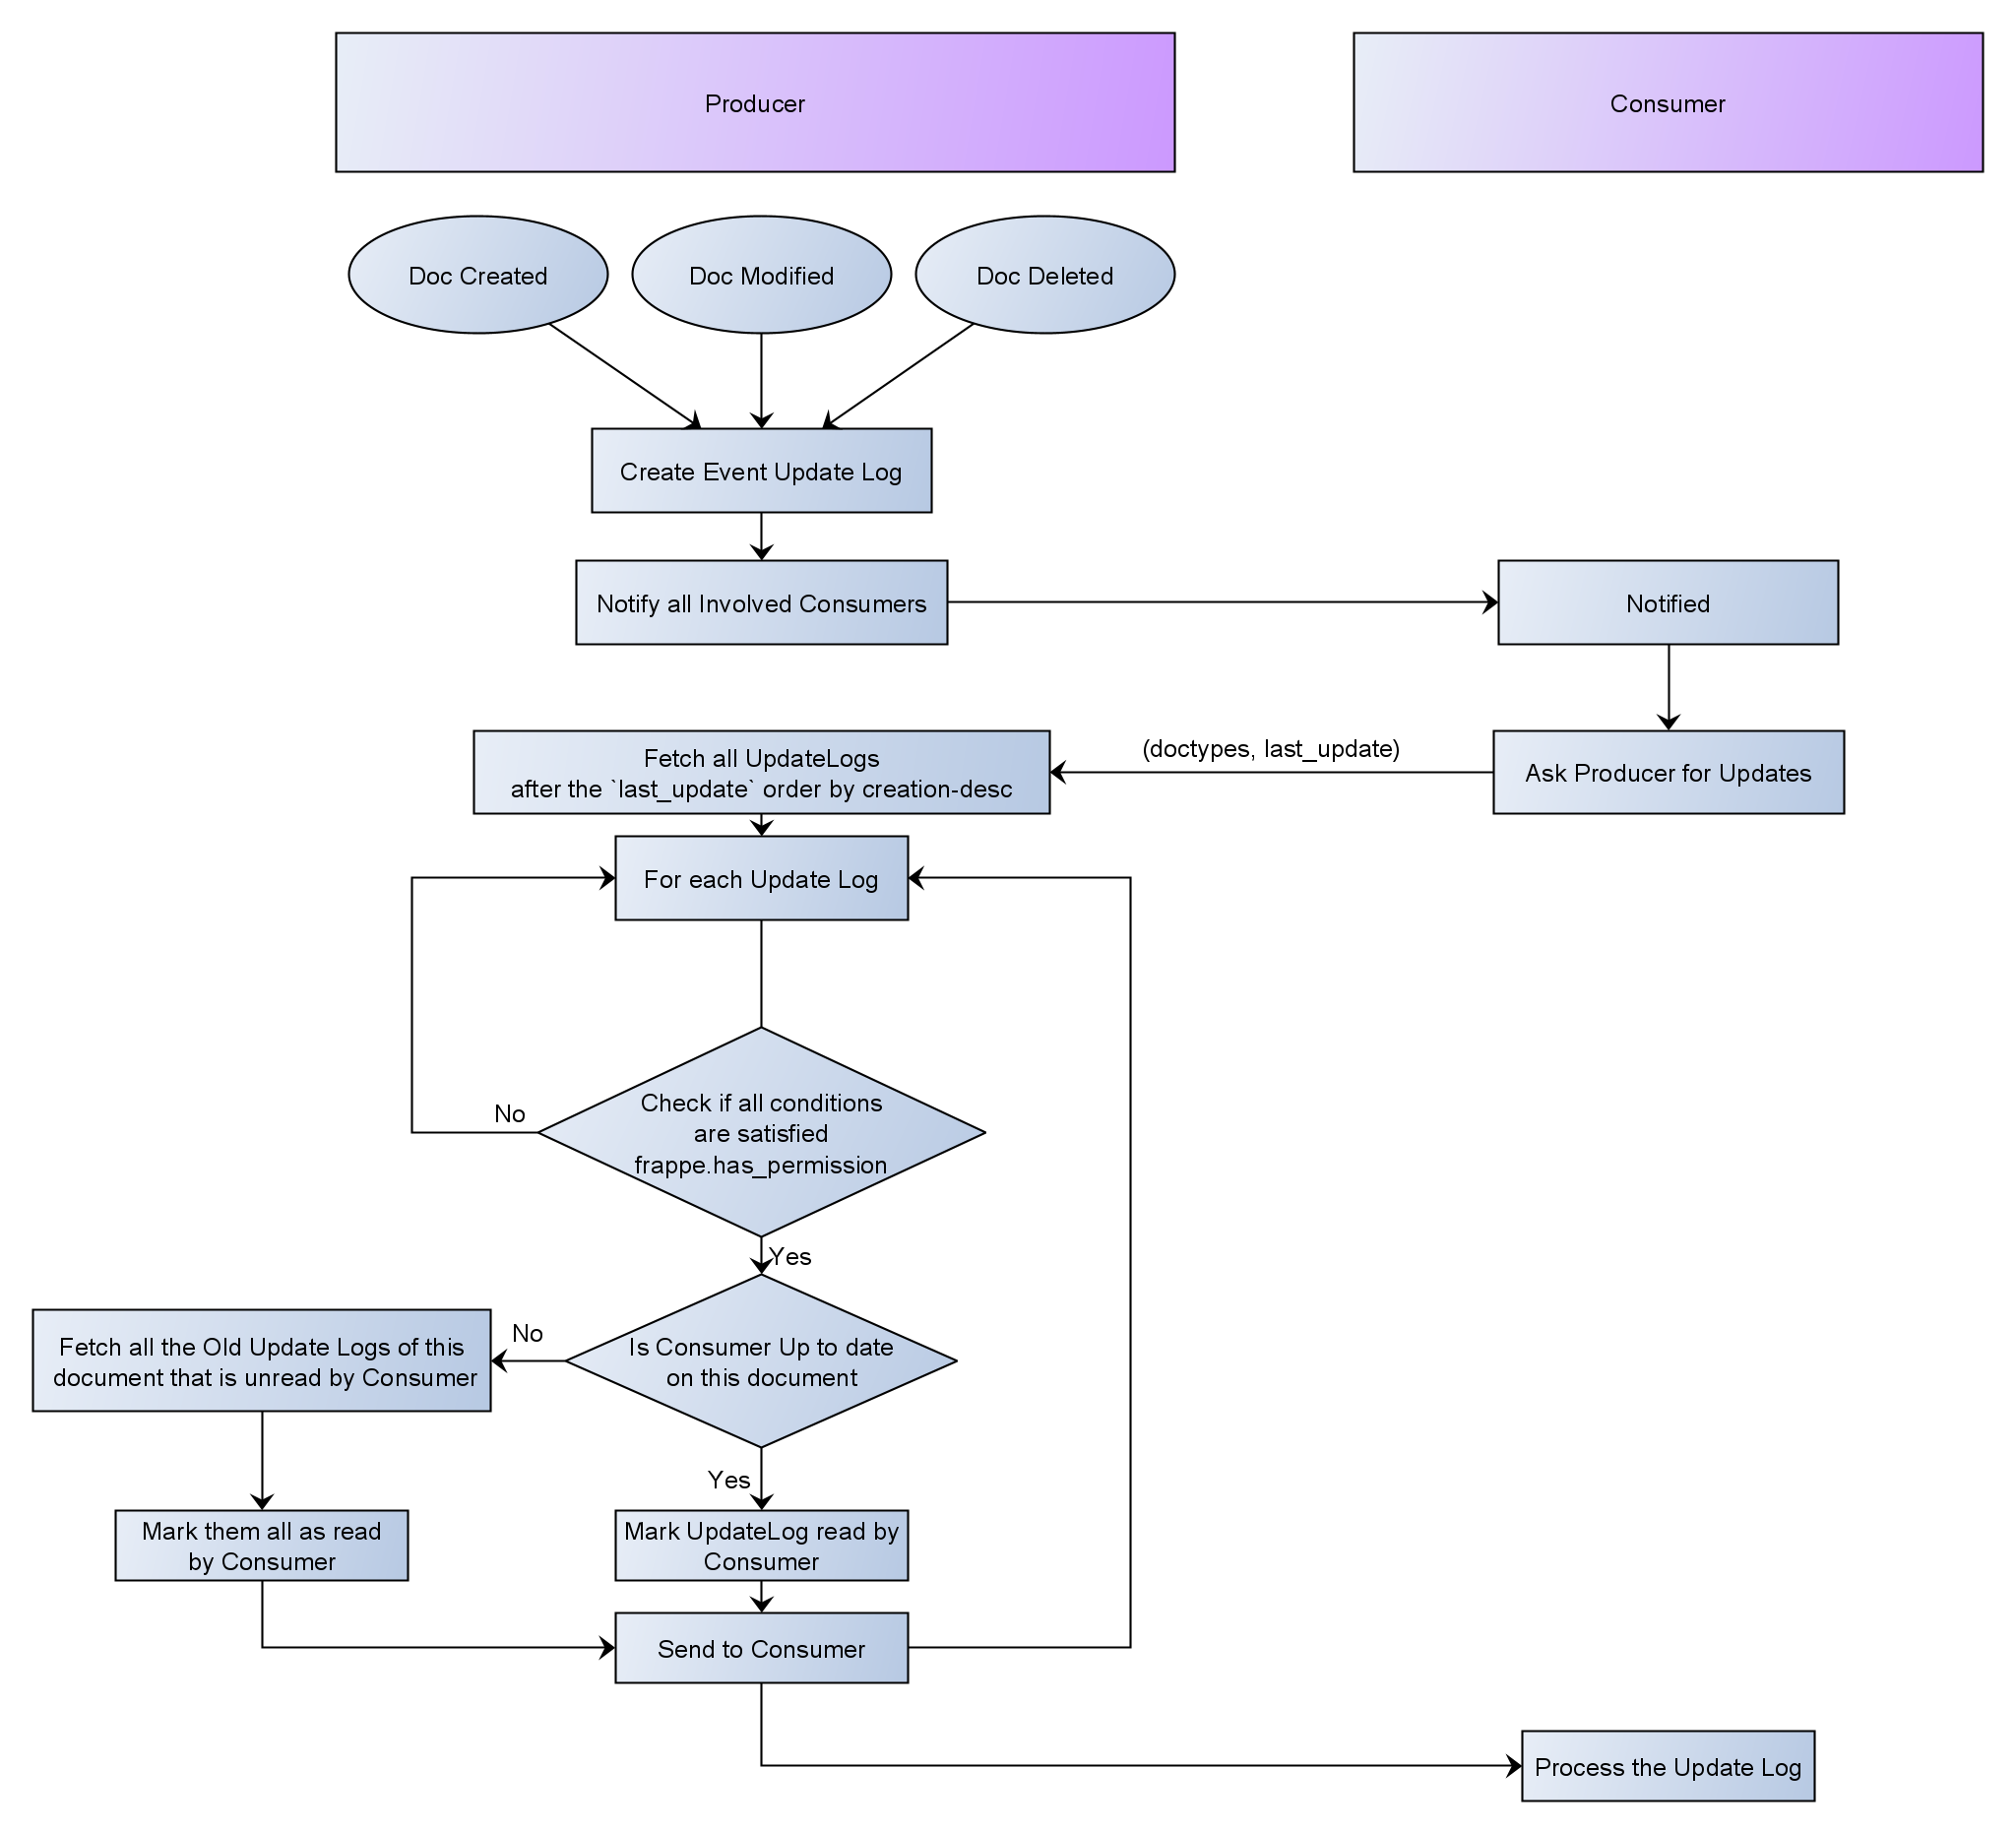 Producer
Consumer
Doc Created
Doc Modified
Doc Deleted
Create Event Update Log
Notify all Involved Consumers
Notified
Fetch all UpdateLogs
after the `last_update` order by creation-desc
(doctypes, last_update)
Ask Producer for Updates
For each Update Log
Check if all conditions
are satisfied
frappe.has_permission
No
Yes
Is Consumer Up to date
on this document
No
Fetch all the Old Update Logs of this
document that is unread by Consumer
Yes
Mark them all as read
by Consumer
Mark UpdateLog read by
Consumer
Send to Consumer
Process the Update Log